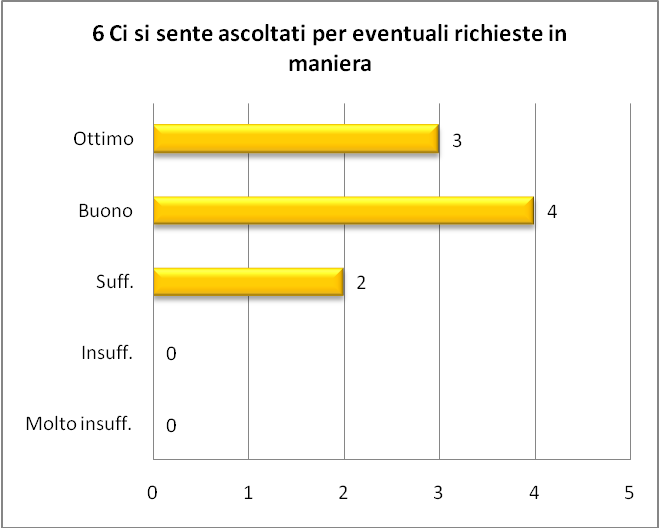 6 Ci si sente ascoltati per eventuali richieste in
maniera
Ottimo
3
Buono
4
Suff.
2
Insuff.
0
Molto insuff.
0
0 1 2 3 4 5